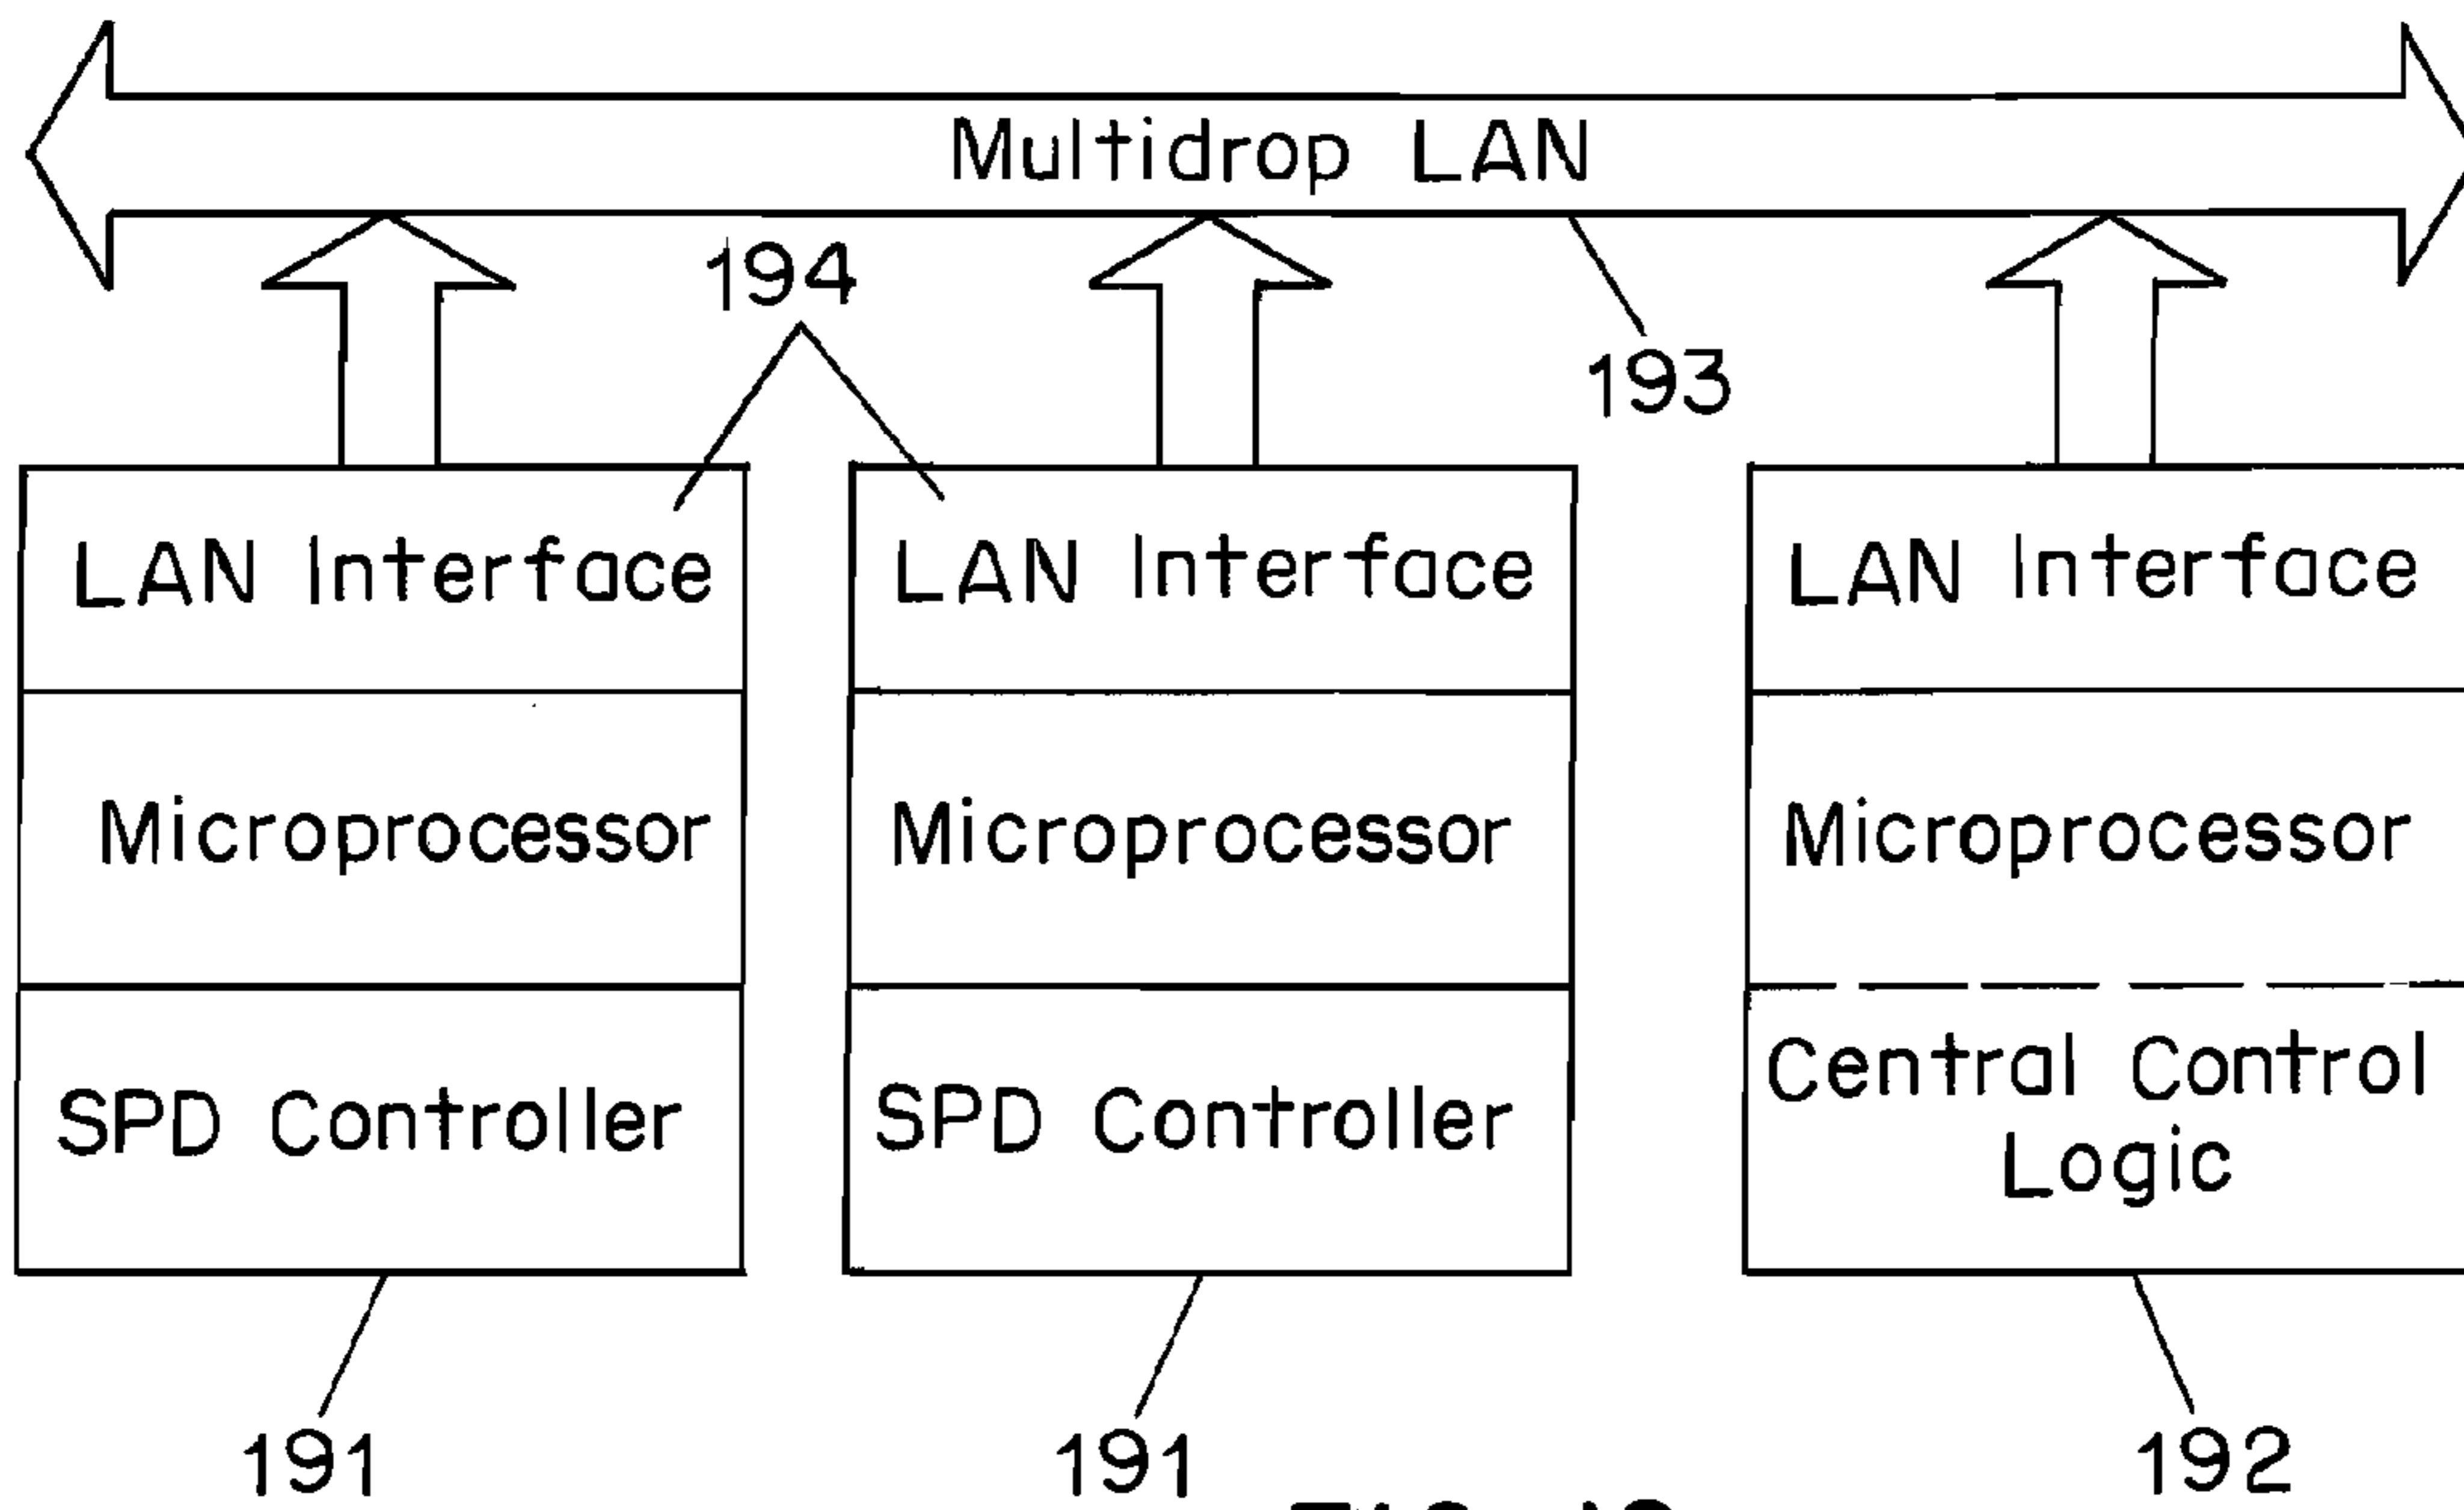 Multidrop LAN
194
193
LAN Interface
LAN Interface
LAN Interface
Microprocessor
Microprocessor
Microprocessor
SPD Controller
SPD Controller
Central Control
Logic
191
191
192